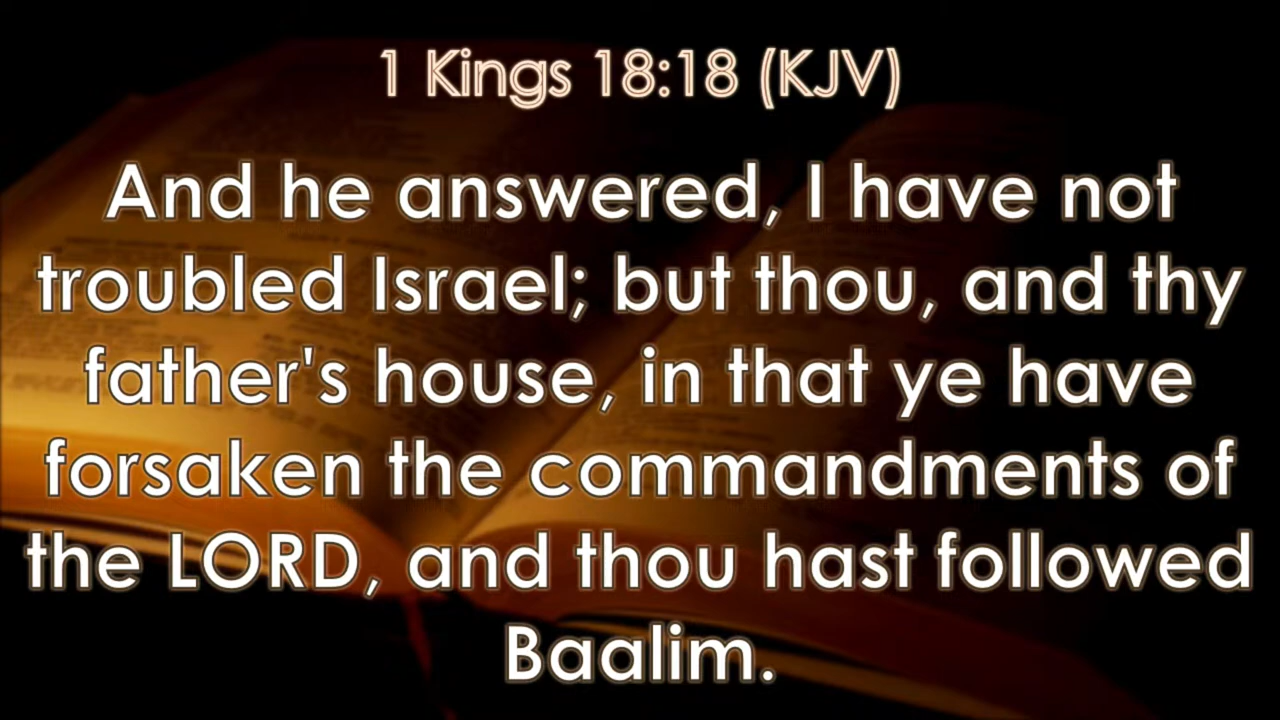 1 Kings 18:18 (KJV)
And he answered, I have not
troubled Israel; but thou, and thy
father's house, in that ye have
forsaken the commandments of
the LORD, and thou hast followed
Baalim.